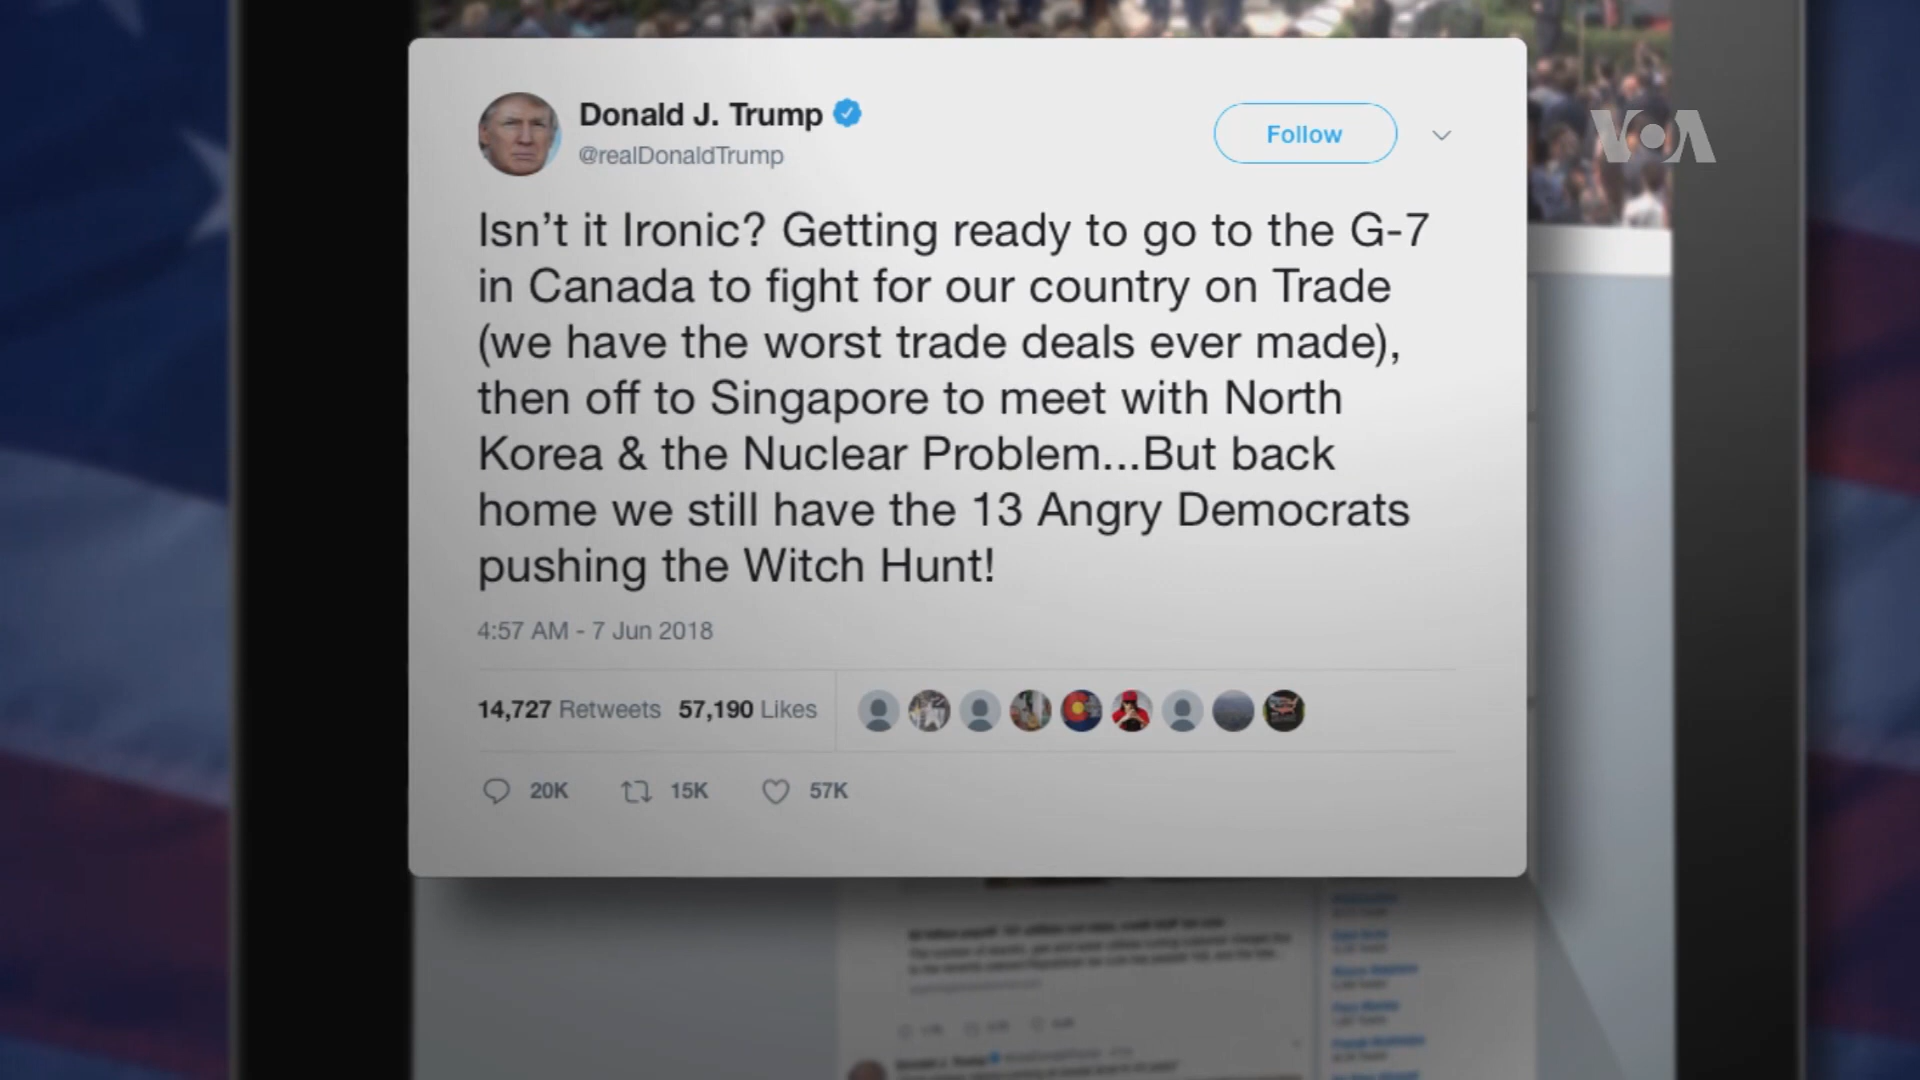 Donald J. Trump
@realDonaldTrump
Follow
VOA
Isn’t it Ironic? Getting ready to go to the G-7
in Canada to fight for our country on Trade
(we have the worst trade deals ever made),
then off to Singapore to meet with North
Korea & the Nuclear Problem...But back
home we still have the 13 Angry Democrats
pushing the Witch Hunt!
4:57 AM - 7 Jun 2018
14,727 Retweets 57,190 Likes
20K 15K 57K